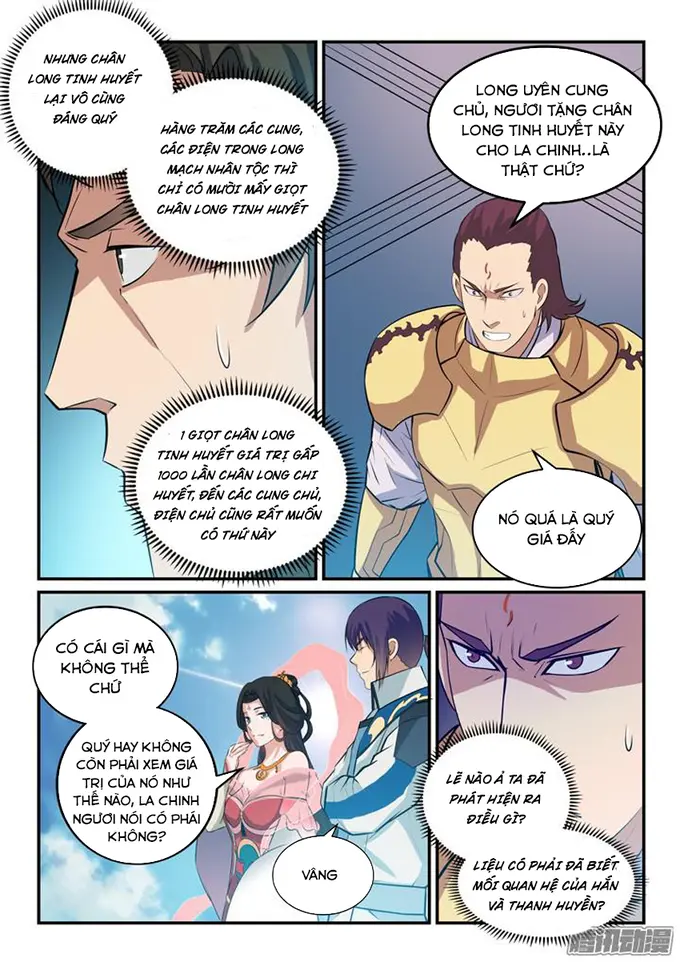 NHƯNG CHÂN
LONG TINH HUYẾT
LẠI VÔ CÙNG
ĐÁNG QUÝ
HÀNG TRĂM CÁC CUNG,
CÁC ĐIỆN TRONG LONG
MẠCH NHÂN TỘC THÌ
CHỈ CÓ MƯỜI MẤY GIỌT
CHÂN LONG TINH HUYẾT
1 GIỌT CHÂN LONG
TINH HUYẾT GIÁ TRỊ GẤP
1000 LẦN CHÂN LONG CHI
HUYẾT, ĐẾN CÁC CUNG CHỦ,
ĐIỆN CHỦ CŨNG RẤT MUỐN
CÓ THỨ NÀY
LONG UYÊN CUNG
CHỦ, NGƯƠI TẶNG CHÂN
LONG TINH HUYẾT NÀY
CHO LA CHINH..LÀ
THẬT CHỨ?
NÓ QUÁ LÀ QUÝ
GIÁ ĐẤY
CÓ CÁI GÌ MÀ
KHÔNG THỂ
CHỨ
QUÝ HAY KHÔNG
CÒN PHẢI XEM GIÁ
TRỊ CỦA NÓ NHƯ
THẾ NÀO, LA CHINH
NGƯƠI NÓI CÓ PHẢI
KHÔNG?
VÂNG
LẼ NÀO Ả TA ĐÃ
PHÁT HIỆN RA
ĐIỀU GÌ?
LIỆU CÓ PHẢI ĐÃ BIẾT
MỐI QUAN HỆ CỦA HẮN
VÀ THANH HUYỀN?
腾讯动漫